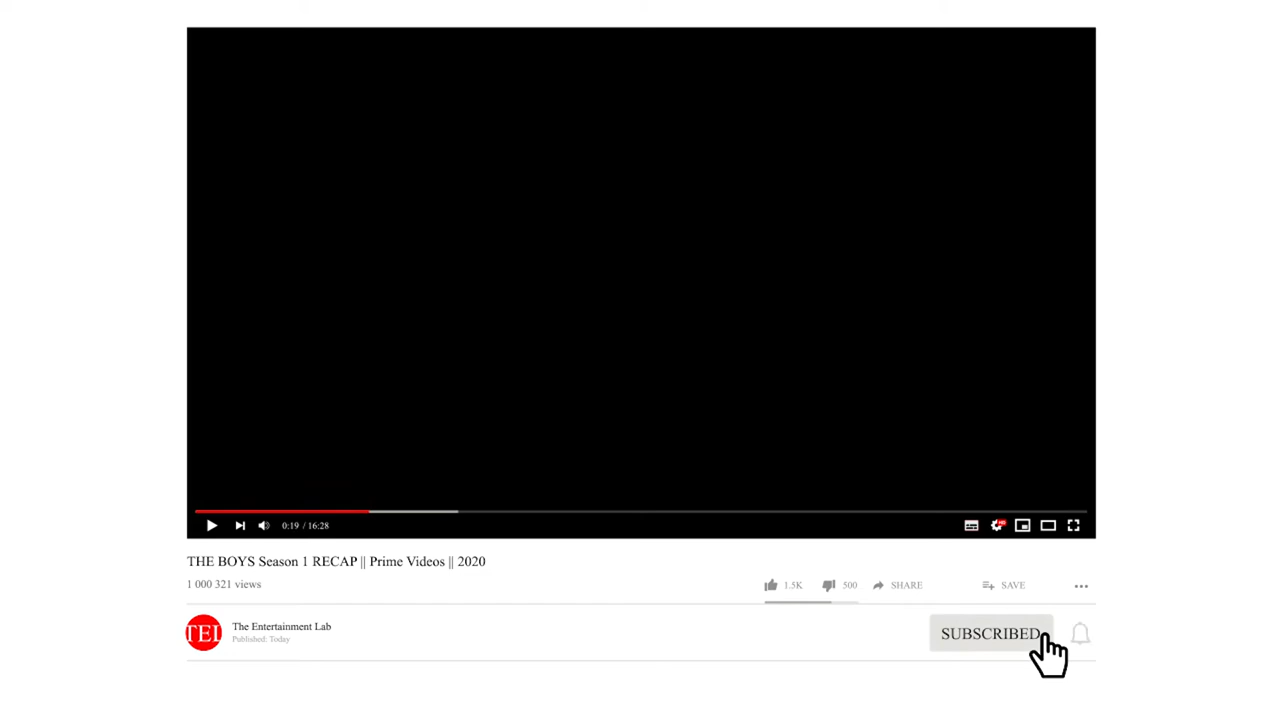 0:19 / 16:28
HD
THE BOYS Season 1 RECAP || Prime Videos || 2020
1 000 321 views
1.5K
500
SHARE
SAVE
TEL
The Entertainment Lab
Published: Today
SUBSCRIBED